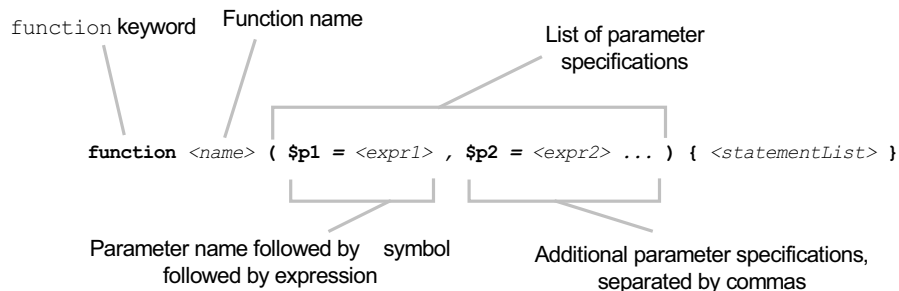 function keyword
Function name
List of parameter
specifications
function <name> ( $p1 = <expr1> , $p2 = <expr2> ... ) { <statementList> }
Parameter name followed by symbol
followed by expression
Additional parameter specifications,
separated by commas